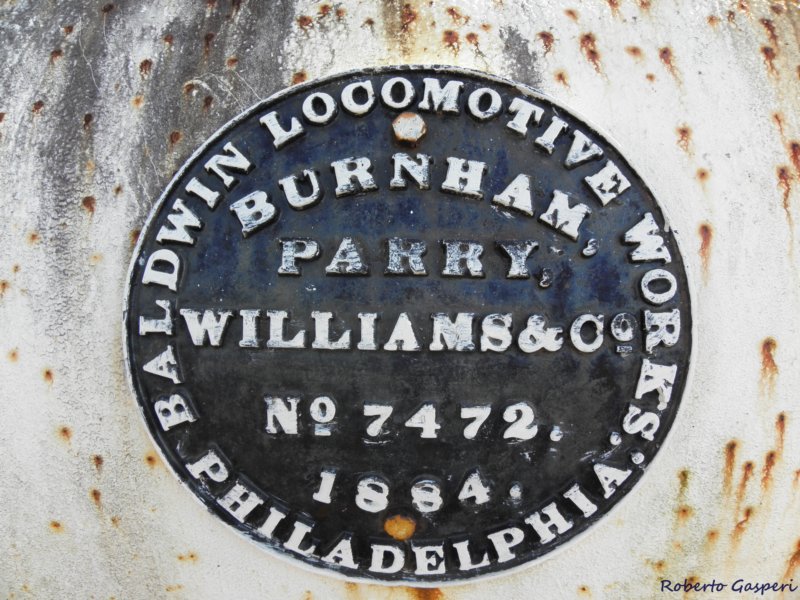 BALDWIN LOCOMOTIVE WORKS.
BURNHAM,
PARRY,
WILLIAMS & Cº
Nº 7472.
1884.
PHILADELPHIA.
Roberto Gasperi